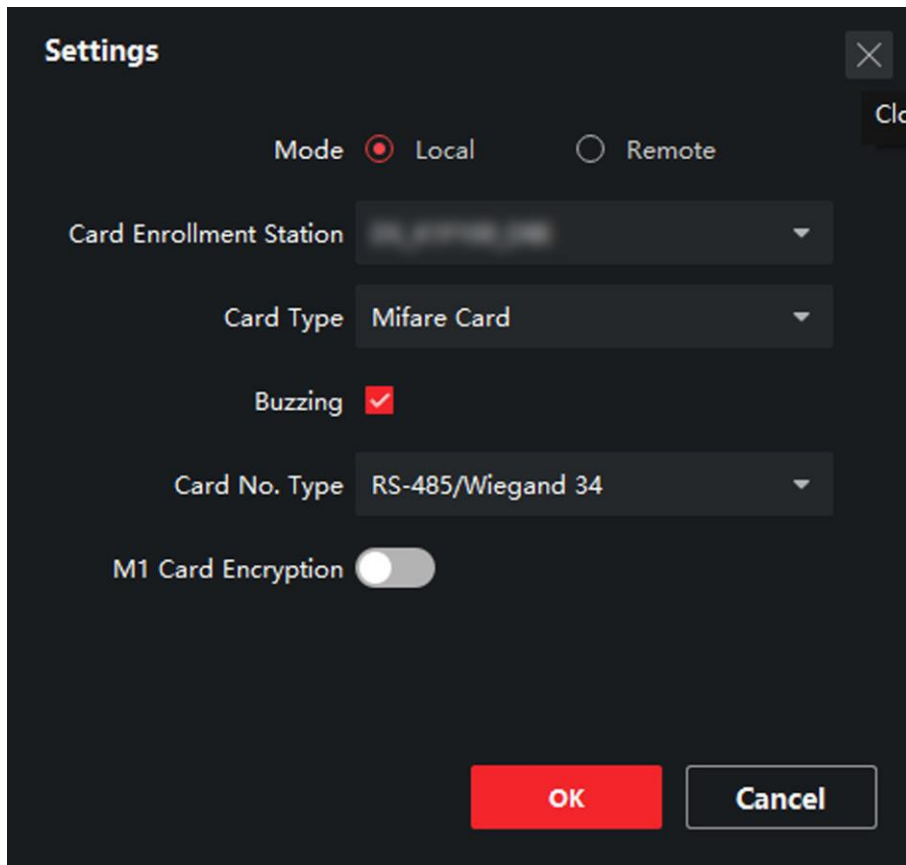 Settings
Clo
Mode Local Remote
Card Enrollment Station
Card Type Mifare Card
Buzzing
Card No. Type RS-485/Wiegand 34
M1 Card Encryption
OK Cancel